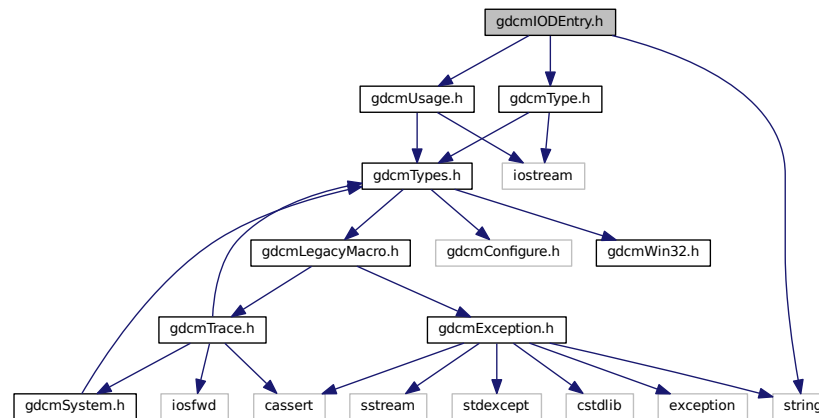 gdcmIODEntry.h
gdcmUsage.h
gdcmType.h
gdcmTypes.h
iostream
gdcmLegacyMacro.h
gdcmConfigure.h
gdcmWin32.h
gdcmTrace.h
gdcmException.h
gdcmSystem.h
iosfwd
cassert
sstream
stdexcept
cstdlib
exception
string